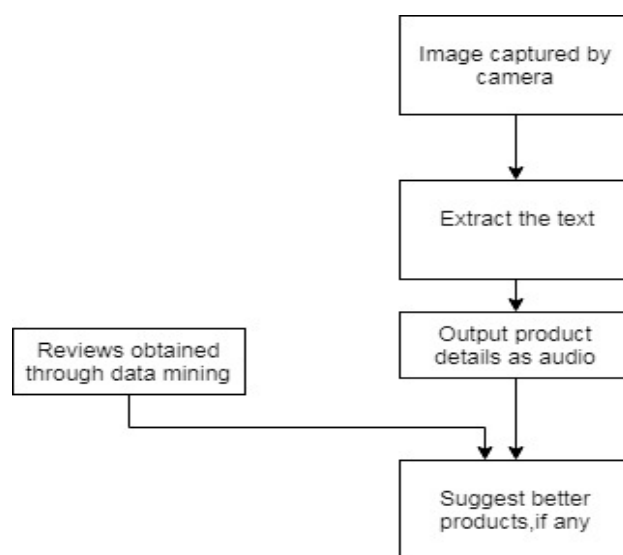 Image captured by
camera
Extract the text
Output product
details as audio
Reviews obtained
through data mining
Suggest better
products,if any